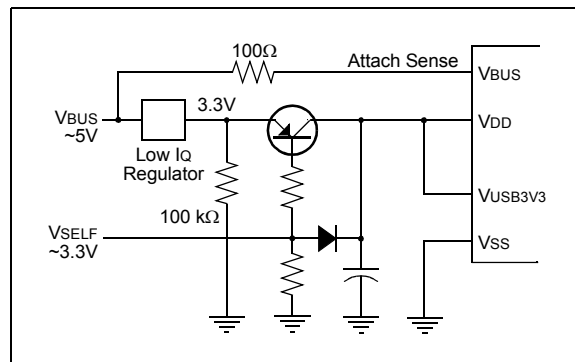 100Ω
Attach Sense
VBUS
VBUS
~5V
3.3V
VDD
Low IQ
Regulator
100 kΩ
VUSB3V3
VSELF
~3.3V
VSS